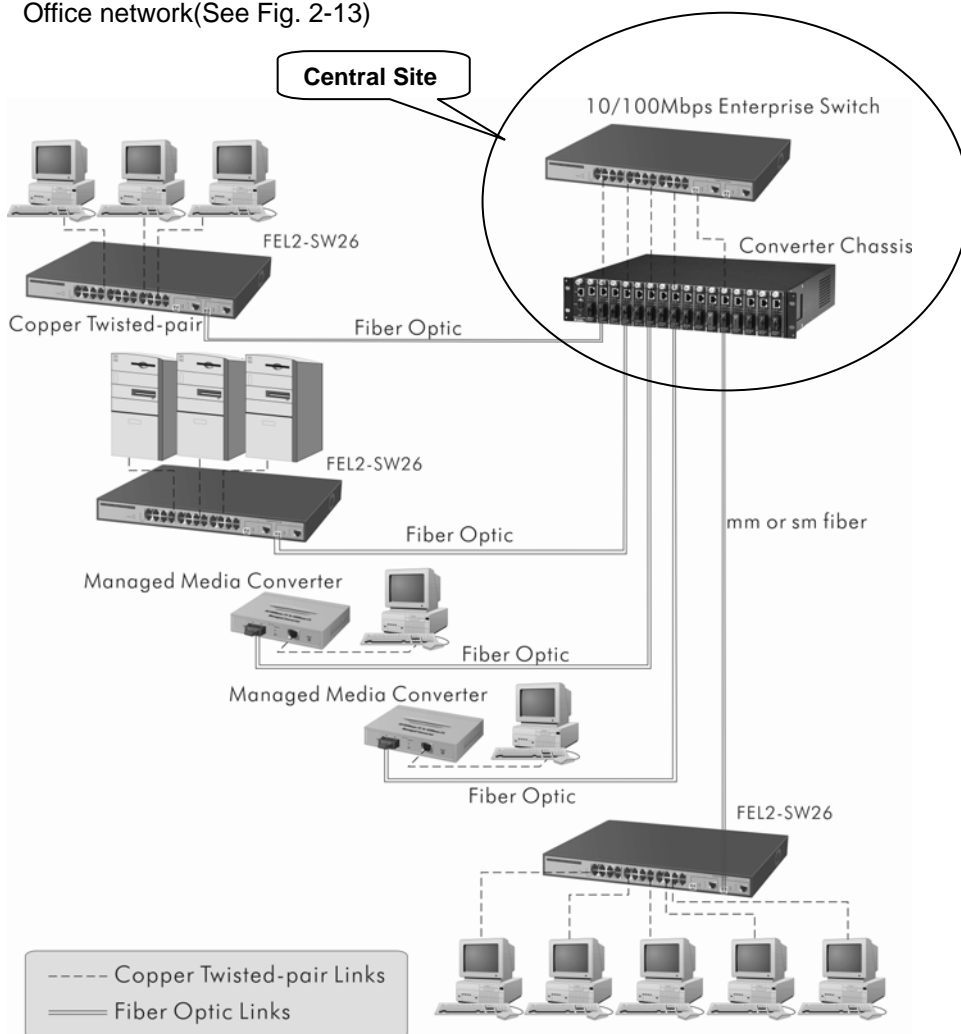 Office network(See Fig. 2-13)
Central Site
10/100Mbps Enterprise Switch
FEL2-SW26
Converter Chassis
Copper Twisted-pair
Fiber Optic
FEL2-SW26
mm or sm fiber
Fiber Optic
Managed Media Converter
Fiber Optic
Managed Media Converter
Fiber Optic
FEL2-SW26
Copper Twisted-pair Links
Fiber Optic Links